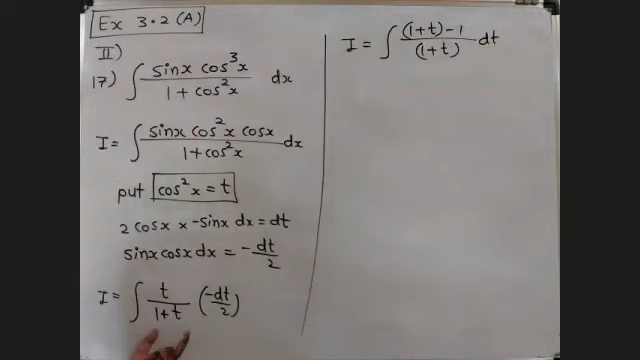 Ex 3.2 (A)
II)
17) ∫ sinx cos³x / 1 + cos²x dx
I = ∫ sinx cos²x cosx / 1 + cos²x dx
put cos²x = t
2 cosx x -sinx dx = dt
sinx cosx dx = -dt/2
I = ∫ t / 1+t (-dt/2)
I = ∫ (1+t) - 1 / (1+t) dt